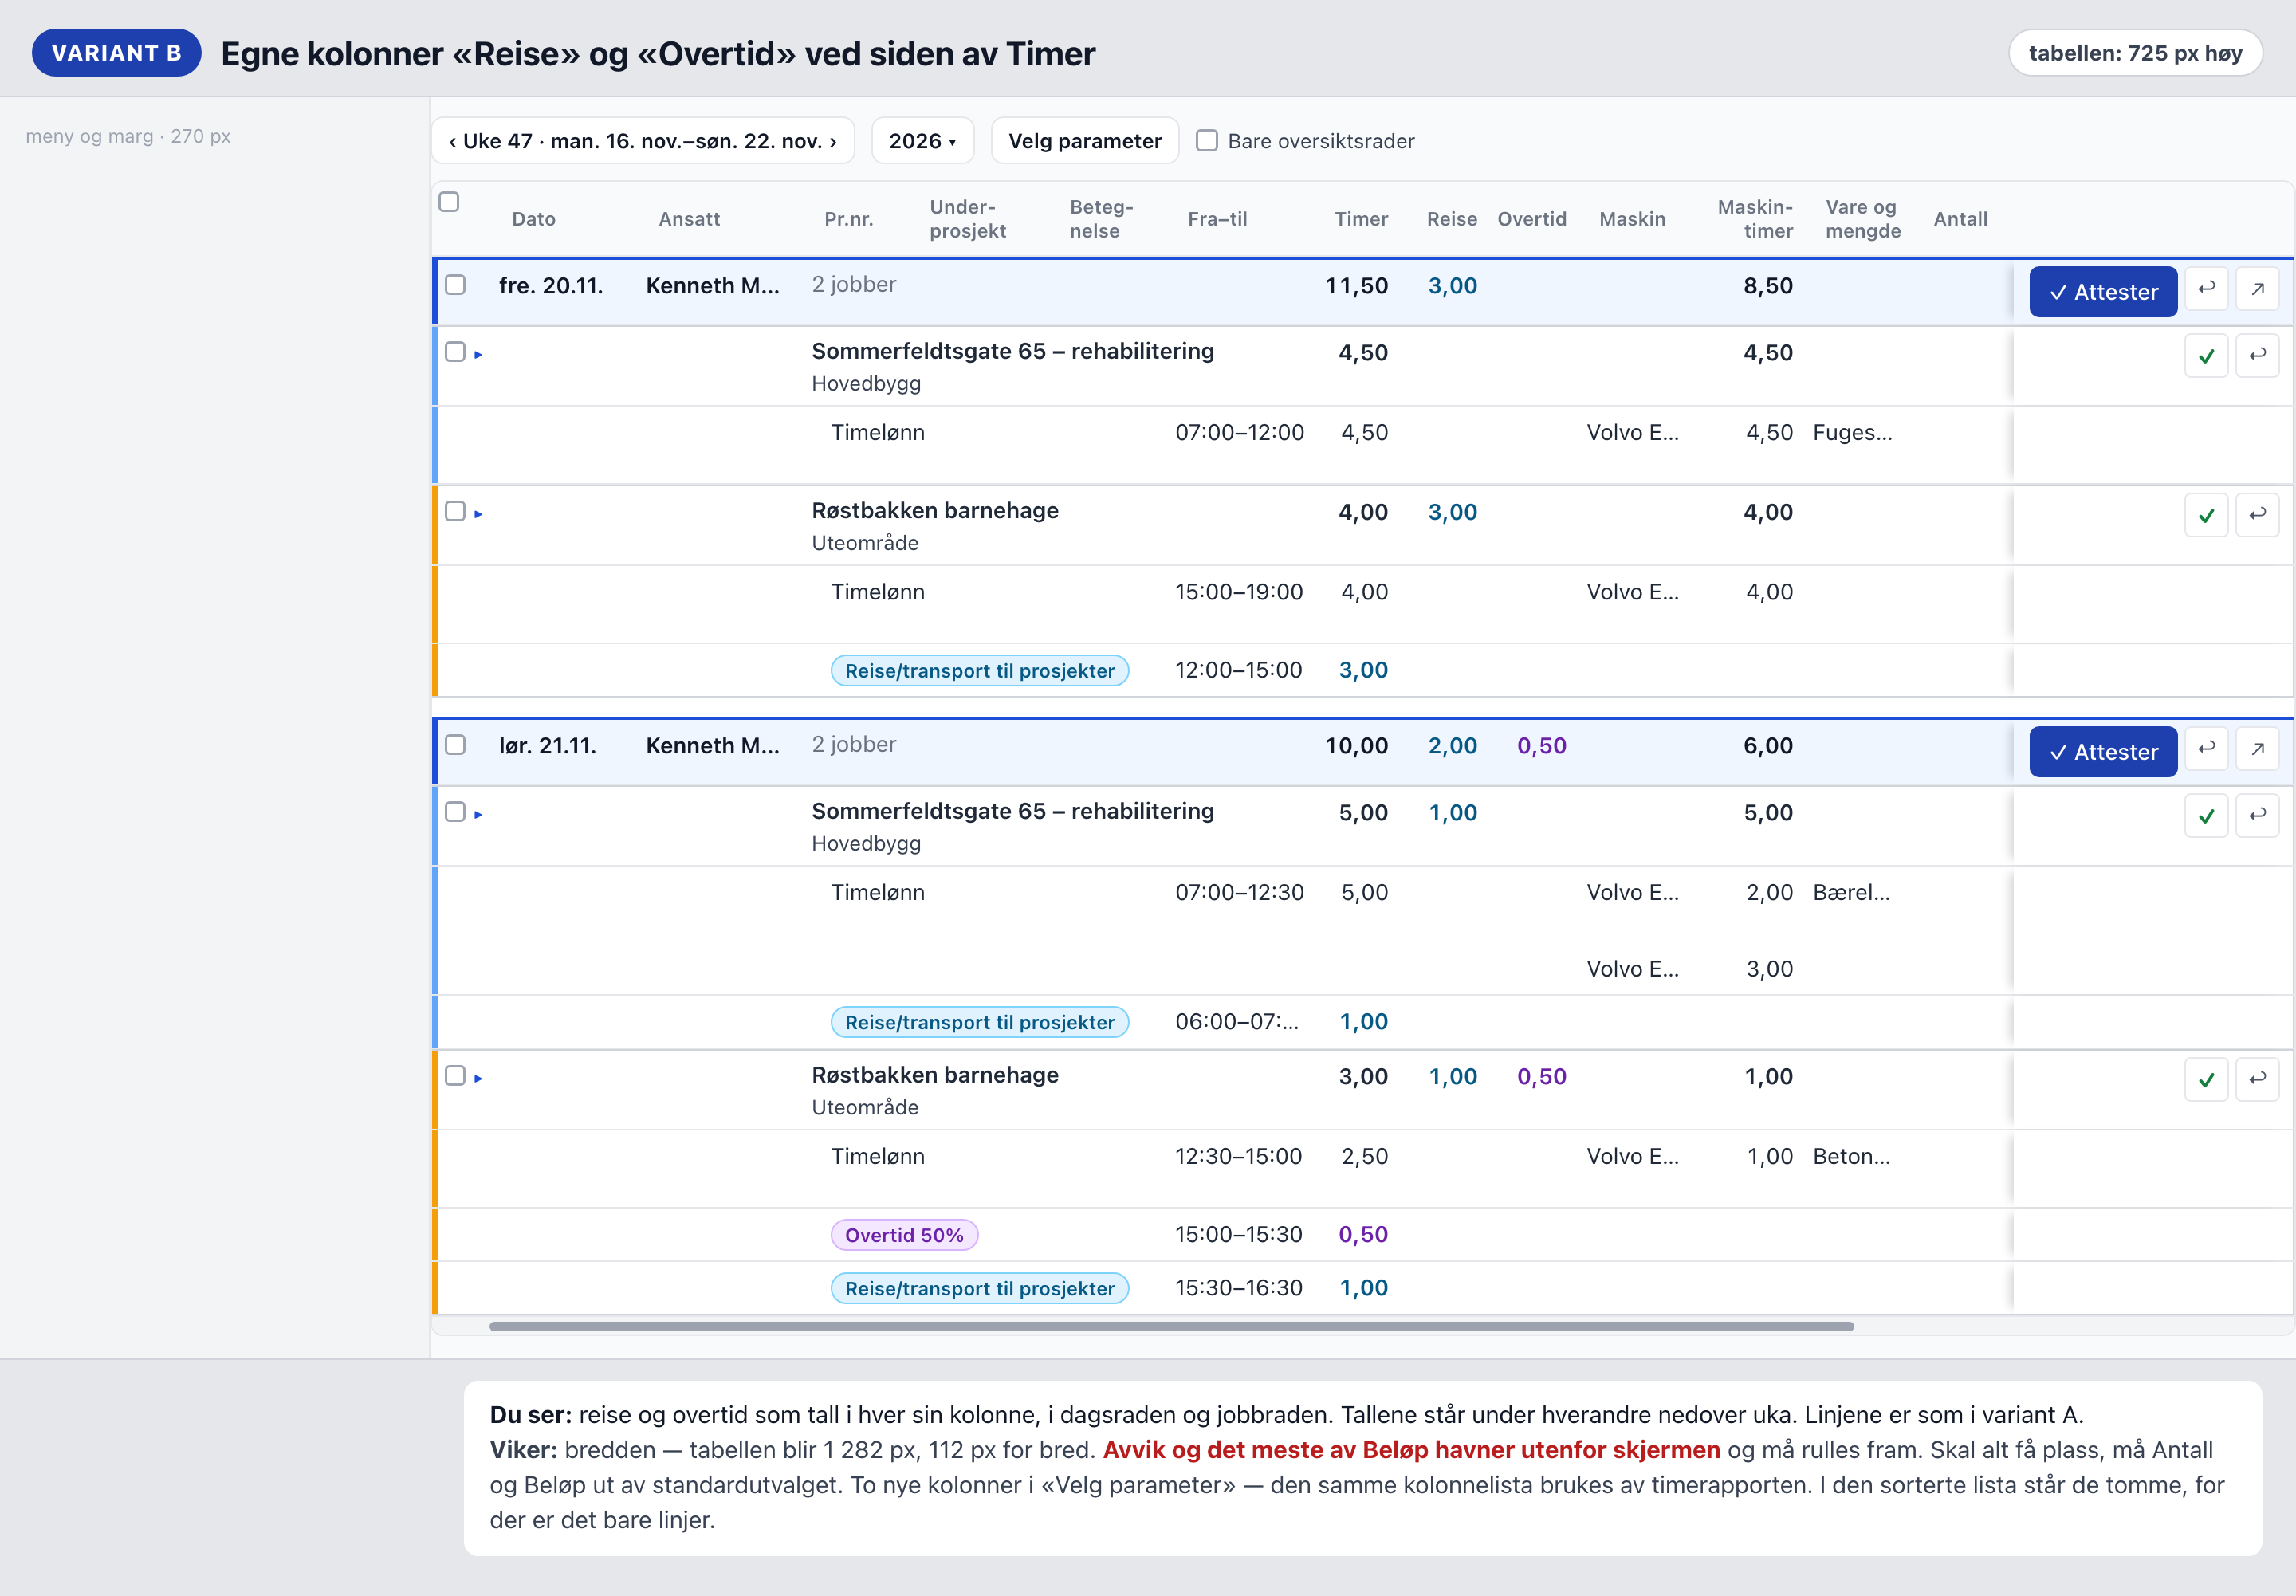 VARIANT B Egne kolonner «Reise» og «Overtid» ved siden av Timer tabellen: 725 px høy
meny og marg · 270 px
‹ Uke 47 · man. 16. nov.–søn. 22. nov. › 2026 ▾ Velg parameter Bare oversiktsrader
Dato Ansatt Pr.nr. Under-prosjekt Beteg-nelse Fra–til Timer Reise Overtid Maskin Maskin-timer Vare og mengde Antall
fre. 20.11. Kenneth M... 2 jobber 11,50 3,00 8,50 ✓ Attester ↩ ↗
▸ Sommerfeldtsgate 65 – rehabilitering 4,50 4,50 ✓ ↩
Hovedbygg
Timelønn 07:00–12:00 4,50 Volvo E... 4,50 Fuges...
▸ Røstbakken barnehage 4,00 3,00 4,00 ✓ ↩
Uteområde
Timelønn 15:00–19:00 4,00 Volvo E... 4,00
Reise/transport til prosjekter 12:00–15:00 3,00
lør. 21.11. Kenneth M... 2 jobber 10,00 2,00 0,50 6,00 ✓ Attester ↩ ↗
▸ Sommerfeldtsgate 65 – rehabilitering 5,00 1,00 5,00 ✓ ↩
Hovedbygg
Timelønn 07:00–12:30 5,00 Volvo E... 2,00 Bærel...
Volvo E... 3,00
Reise/transport til prosjekter 06:00–07:... 1,00
▸ Røstbakken barnehage 3,00 1,00 0,50 1,00 ✓ ↩
Uteområde
Timelønn 12:30–15:00 2,50 Volvo E... 1,00 Beton...
Overtid 50% 15:00–15:30 0,50
Reise/transport til prosjekter 15:30–16:30 1,00
Du ser: reise og overtid som tall i hver sin kolonne, i dagsraden og jobbraden. Tallene står under hverandre nedover uka. Linjene er som i variant A.
Viker: bredden — tabellen blir 1 282 px, 112 px for bred. Avvik og det meste av Beløp havner utenfor skjermen og må rulles fram. Skal alt få plass, må Antall
og Beløp ut av standardutvalget. To nye kolonner i «Velg parameter» — den samme kolonnelista brukes av timerapporten. I den sorterte lista står de tomme, for
der er det bare linjer.